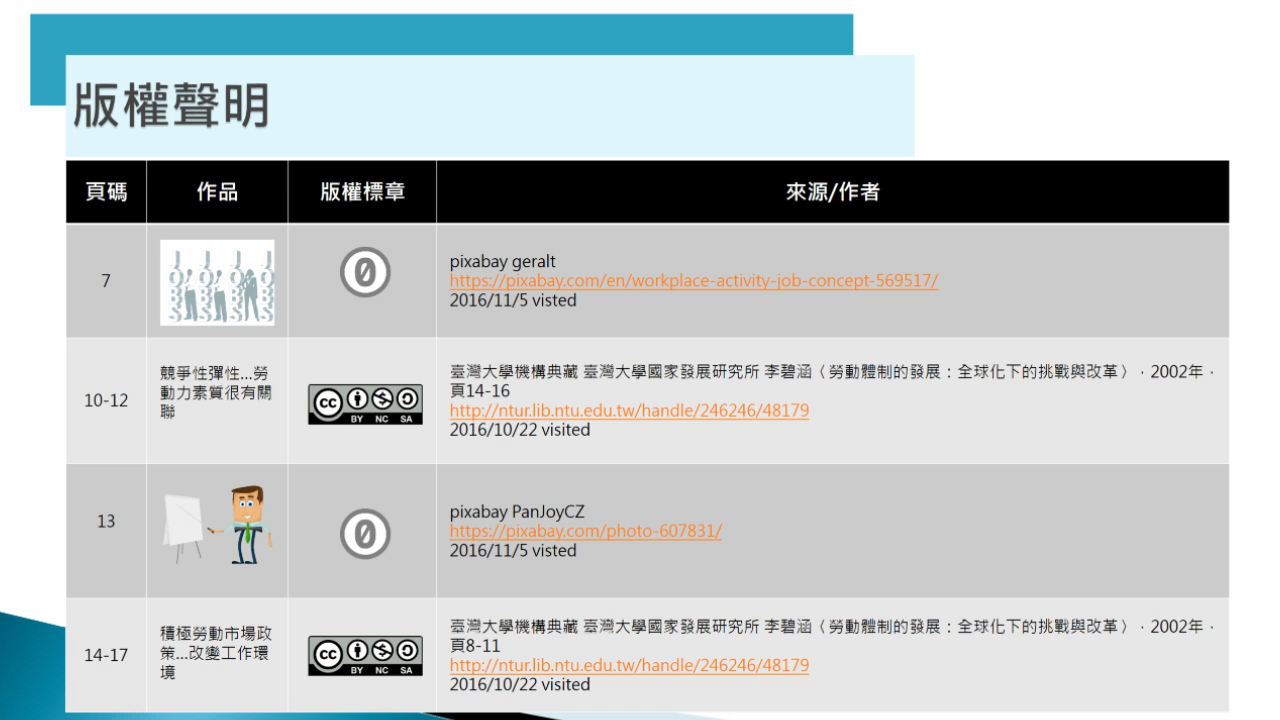 版權聲明
頁碼 作品 版權標章 來源/作者
7
JOBS JOBS JOBS JOBS
0
pixabay geralt
https://pixabay.com/en/workplace-activity-job-concept-569517/
2016/11/5 visted
10-12
競爭性彈性...勞
動力素質很有關
聯
cc
BY NC SA
臺灣大學機構典藏 臺灣大學國家發展研究所 李碧涵〈勞動體制的發展：全球化下的挑戰與改革〉，2002年，
頁14-16
http://ntur.lib.ntu.edu.tw/handle/246246/48179
2016/10/22 visited
13
0
pixabay PanJoyCZ
https://pixabay.com/photo-607831/
2016/11/5 visted
14-17
積極勞動市場政
策...改變工作環
境
cc
BY NC SA
臺灣大學機構典藏 臺灣大學國家發展研究所 李碧涵〈勞動體制的發展：全球化下的挑戰與改革〉，2002年，
頁8-11
http://ntur.lib.ntu.edu.tw/handle/246246/48179
2016/10/22 visited